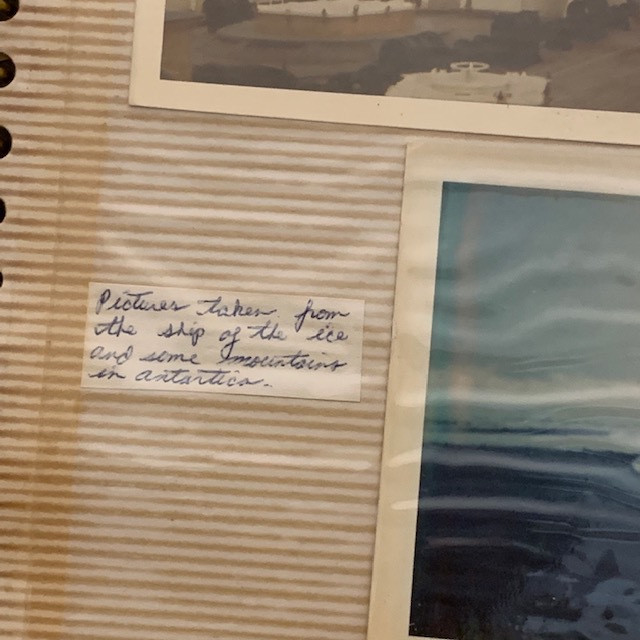 Pictures taken from
the ship of the ice
and some mountains
in antartica.